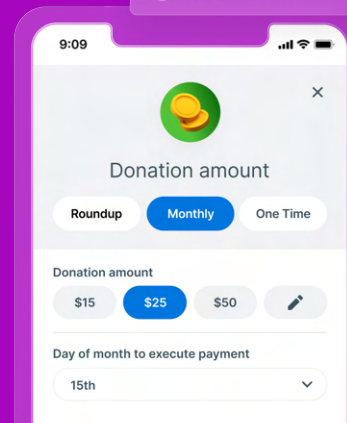 9:09
Donation amount
Roundup Monthly One Time
Donation amount
$15 $25 $50
Day of month to execute payment
15th